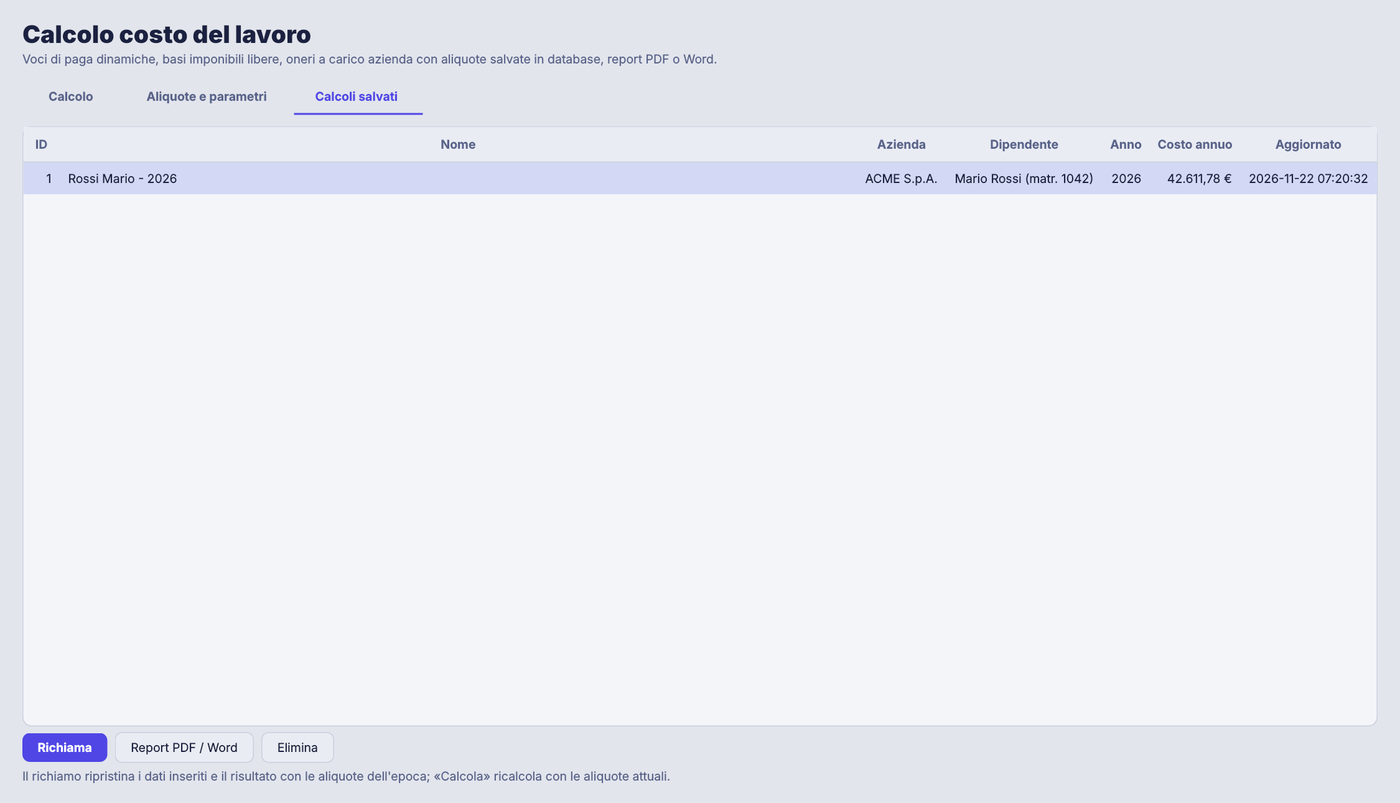 Calcolo costo del lavoro
Voci di paga dinamiche, basi imponibili libere, oneri a carico azienda con aliquote salvate in database, report PDF o Word.
Calcolo Aliquote e parametri Calcoli salvati
ID Nome Azienda Dipendente Anno Costo annuo Aggiornato
1 Rossi Mario - 2026 ACME S.p.A. Mario Rossi (matr. 1042) 2026 42.611,78 € 2026-11-22 07:20:32
Richiama Report PDF / Word Elimina
Il richiamo ripristina i dati inseriti e il risultato con le aliquote dell'epoca; «Calcola» ricalcola con le aliquote attuali.